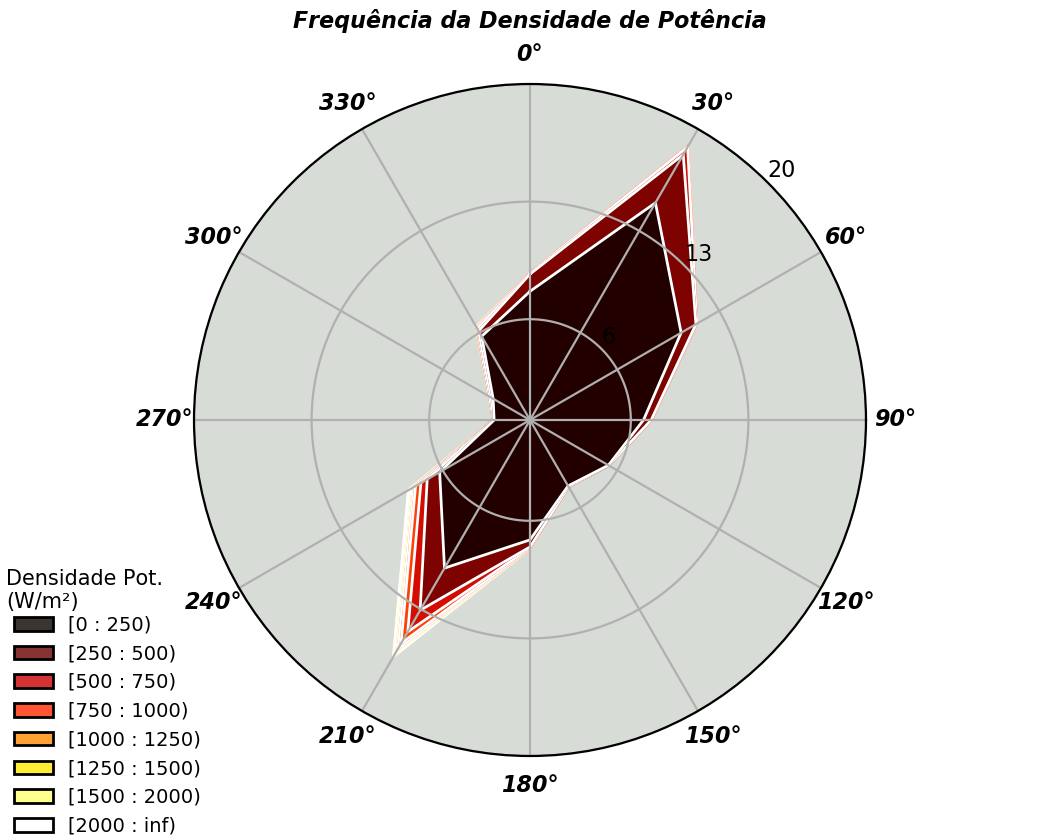 Frequência da Densidade de Potência
0°
330°
30°
20
300°
60°
13
6
270°
90°
240°
120°
210°
150°
180°
Densidade Pot.
(W/m²)
[0 : 250)
[250 : 500)
[500 : 750)
[750 : 1000)
[1000 : 1250)
[1250 : 1500)
[1500 : 2000)
[2000 : inf)